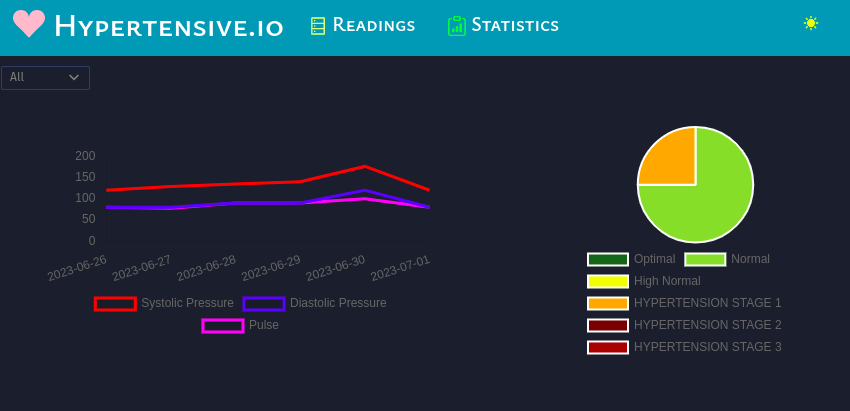 Hypertensive.io Readings Statistics
All
200
150
100
50
0
2023-06-26 2023-06-27 2023-06-28 2023-06-29 2023-06-30 2023-07-01
Systolic Pressure Diastolic Pressure
Pulse
Optimal Normal
High Normal
HYPERTENSION STAGE 1
HYPERTENSION STAGE 2
HYPERTENSION STAGE 3